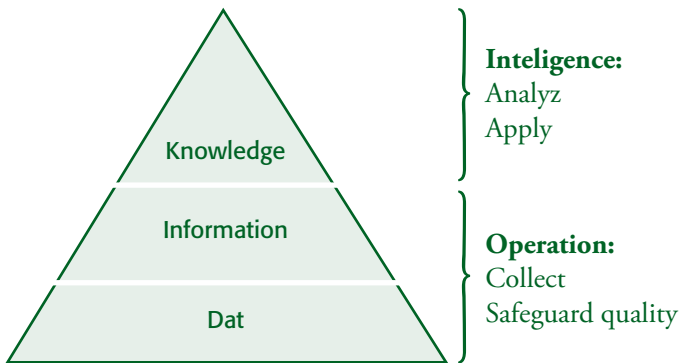 Knowledge
Information
Dat
Inteligence:
Analyz
Apply
Operation:
Collect
Safeguard quality